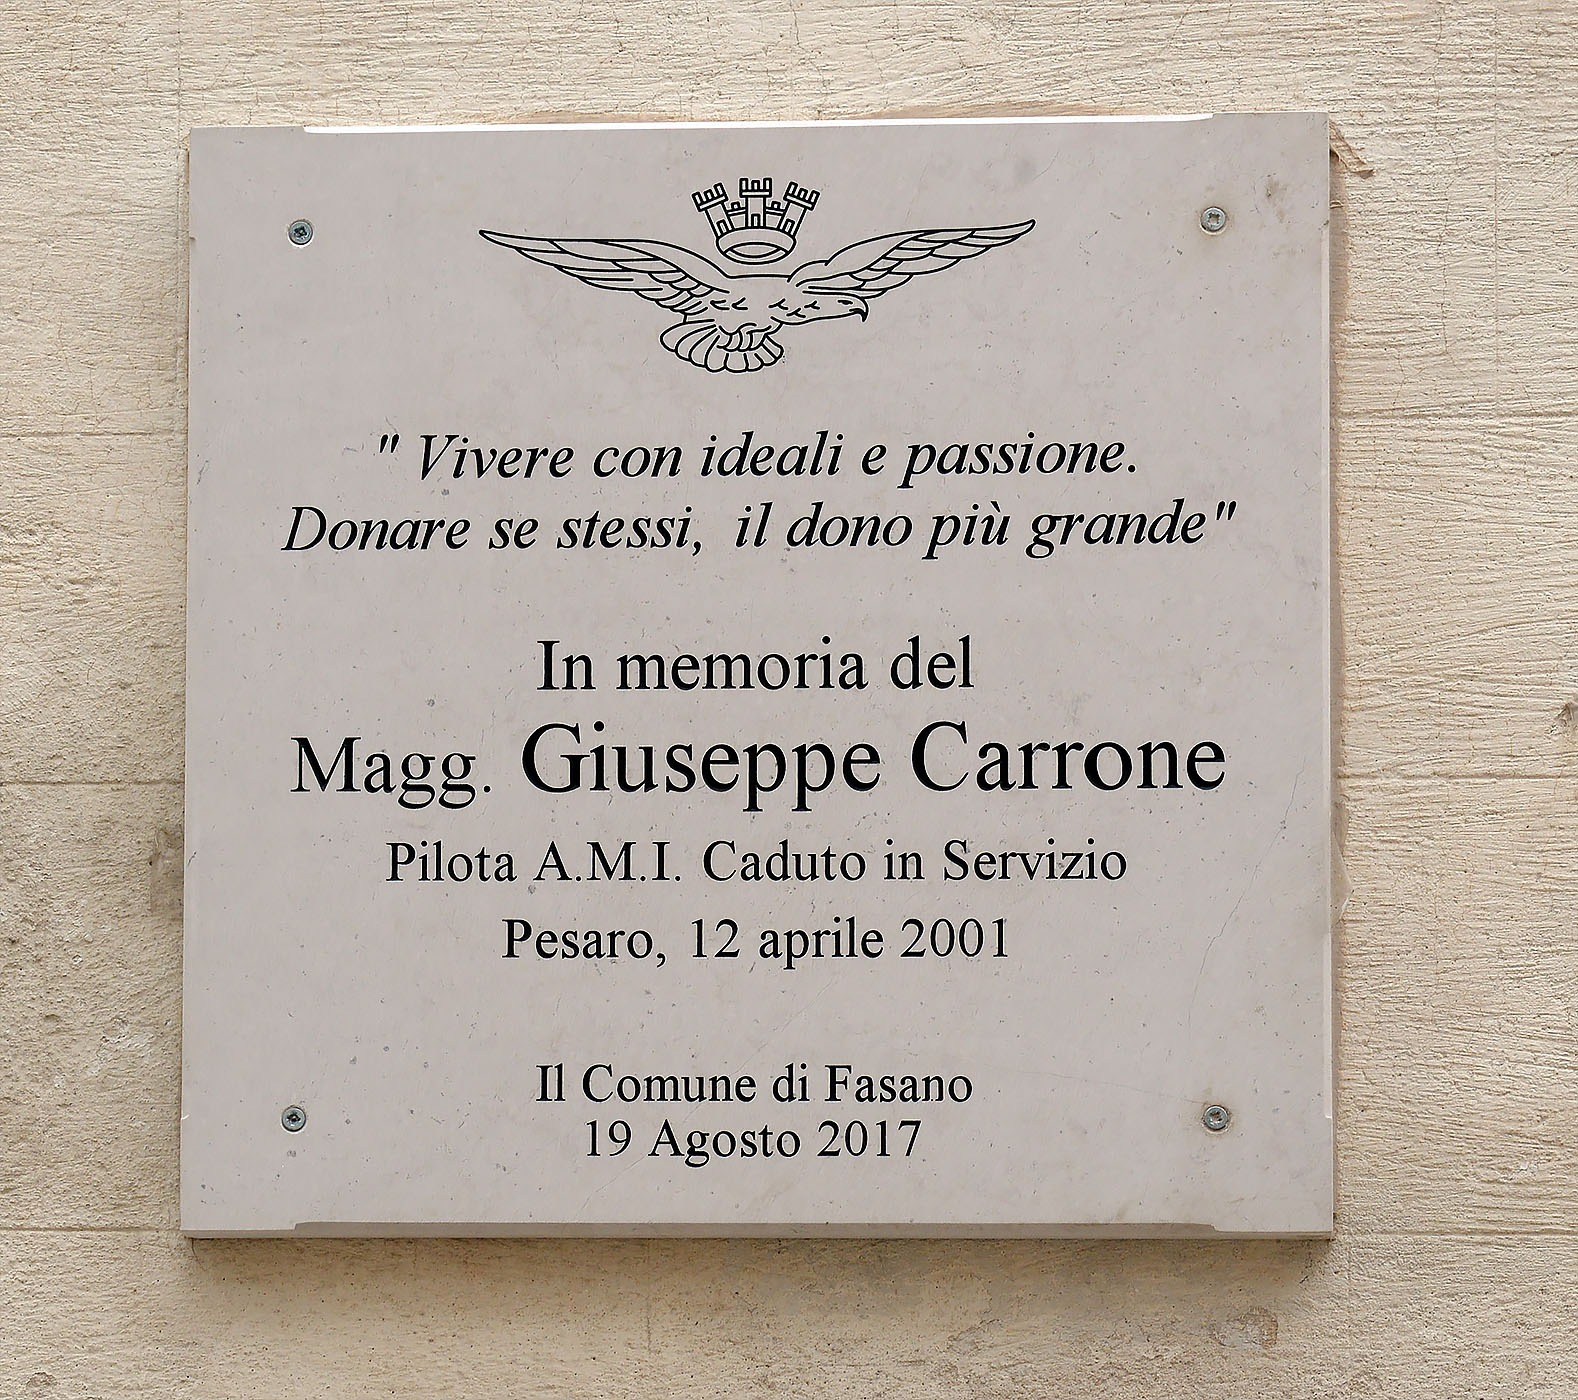 " Vivere con ideali e passione.
Donare se stessi, il dono più grande"
In memoria del
Magg. Giuseppe Carrone
Pilota A.M.I. Caduto in Servizio
Pesaro, 12 aprile 2001
Il Comune di Fasano
19 Agosto 2017